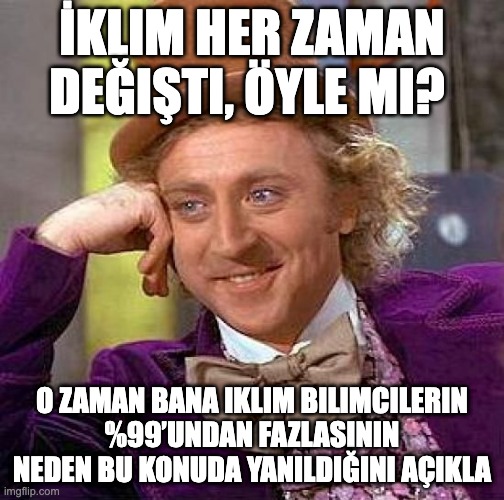 İKLIM HER ZAMAN
DEĞIŞTI, ÖYLE MI?
O ZAMAN BANA IKLIM BILIMCILERIN
%99’UNDAN FAZLASININ
NEDEN BU KONUDA YANILDIĞINI AÇIKLA
imgflip.com